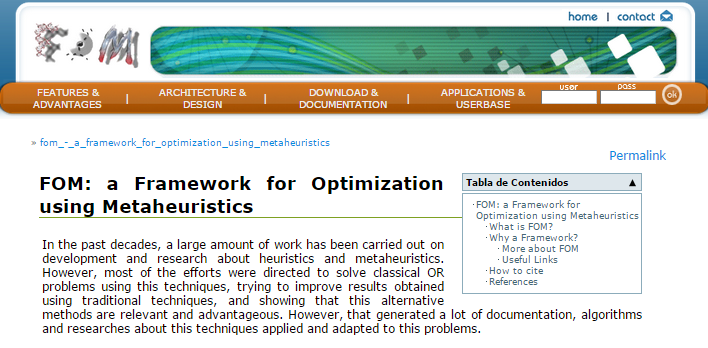 home | contact
FOM
FEATURES & ADVANTAGES | ARCHITECTURE & DESIGN | DOWNLOAD & DOCUMENTATION | APPLICATIONS & USERBASE user pass ok
» fom_-_a_framework_for_optimization_using_metaheuristics
Permalink
FOM: a Framework for Optimization
using Metaheuristics
Tabla de Contenidos ▲
·FOM: a Framework for
Optimization using Metaheuristics
·What is FOM?
·Why a Framework?
·More about FOM
·Useful Links
·How to cite
·References
In the past decades, a large amount of work has been carried out on
development and research about heuristics and metaheuristics.
However, most of the efforts were directed to solve classical OR
problems using this techniques, trying to improve results obtained
using traditional techniques, and showing that this alternative
methods are relevant and advantageous. However, that generated a lot of documentation, algorithms
and researches about this techniques applied and adapted to this problems.